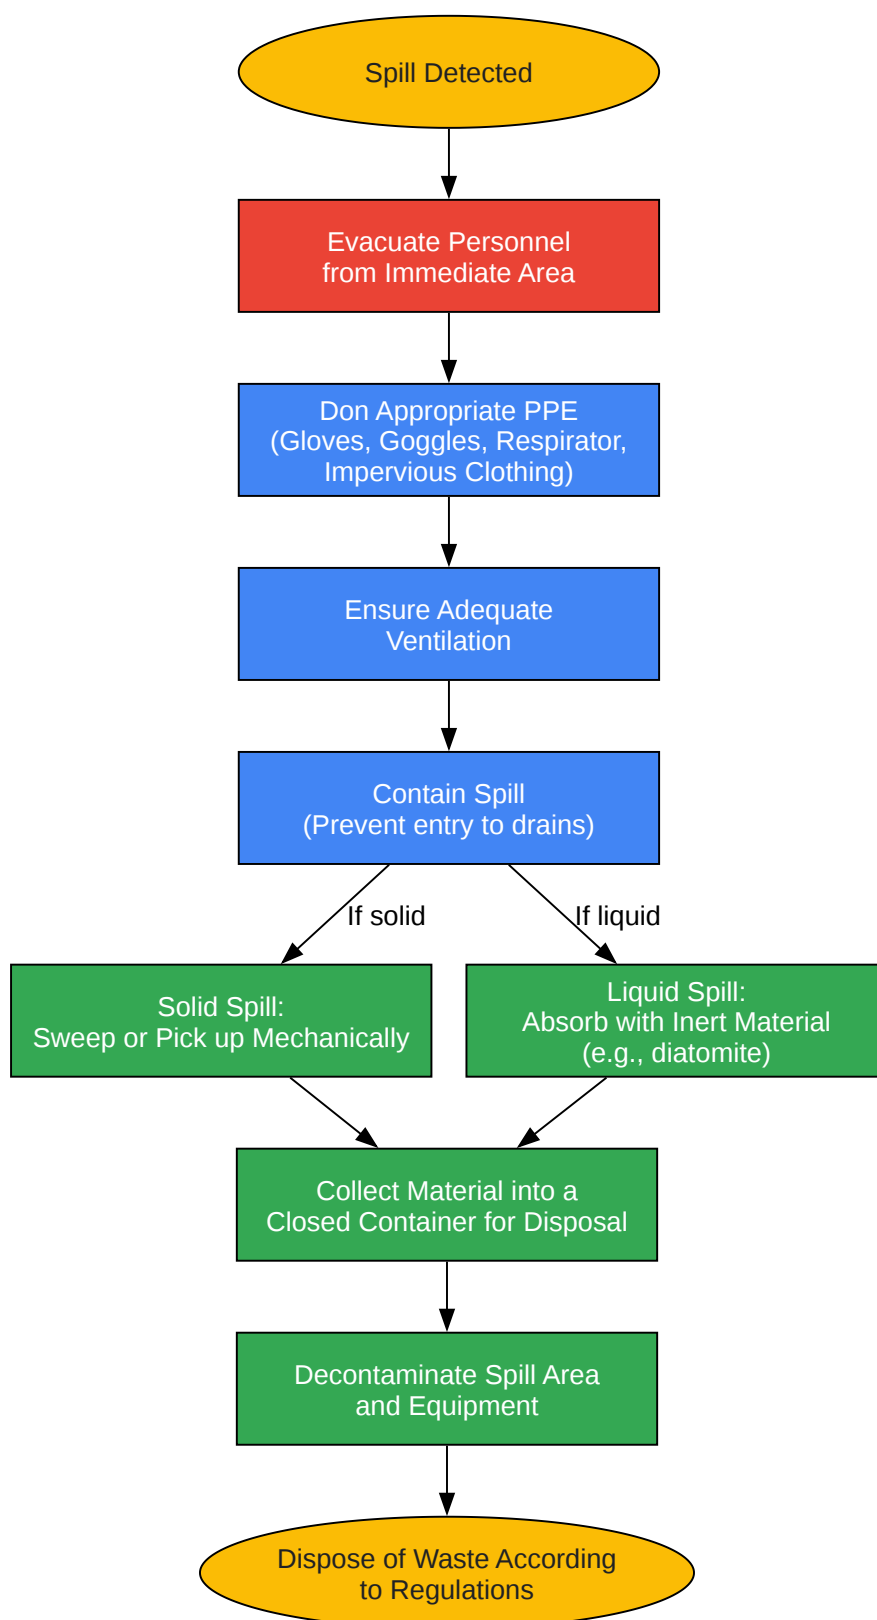 Spill Detected
Evacuate Personnel
from Immediate Area
Don Appropriate PPE
(Gloves, Goggles, Respirator,
Impervious Clothing)
Ensure Adequate
Ventilation
Contain Spill
(Prevent entry to drains)
If solid
If liquid
Solid Spill:
Sweep or Pick up Mechanically
Liquid Spill:
Absorb with Inert Material
(e.g., diatomite)
Collect Material into a
Closed Container for Disposal
Decontaminate Spill Area
and Equipment
Dispose of Waste According
to Regulations